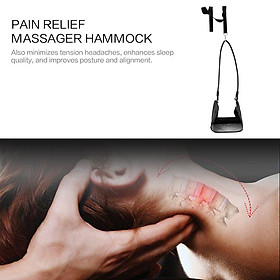 PAIN RELIEF
MASSAGER HAMMOCK
Also minimizes tension headaches, enhances sleep
quality, and improves posture and alignment.